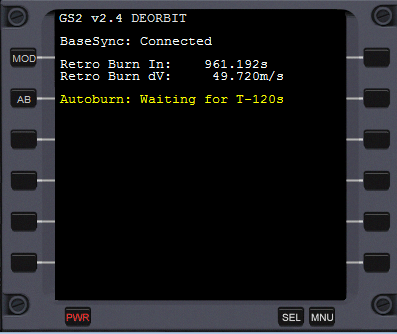 GS2 v2.4 DEORBIT
BaseSync: Connected
MOD
Retro Burn In: 961.192s
Retro Burn dV: 49.720m/s
AB
Autoburn: Waiting for T-120s
PWR
SEL
MNU